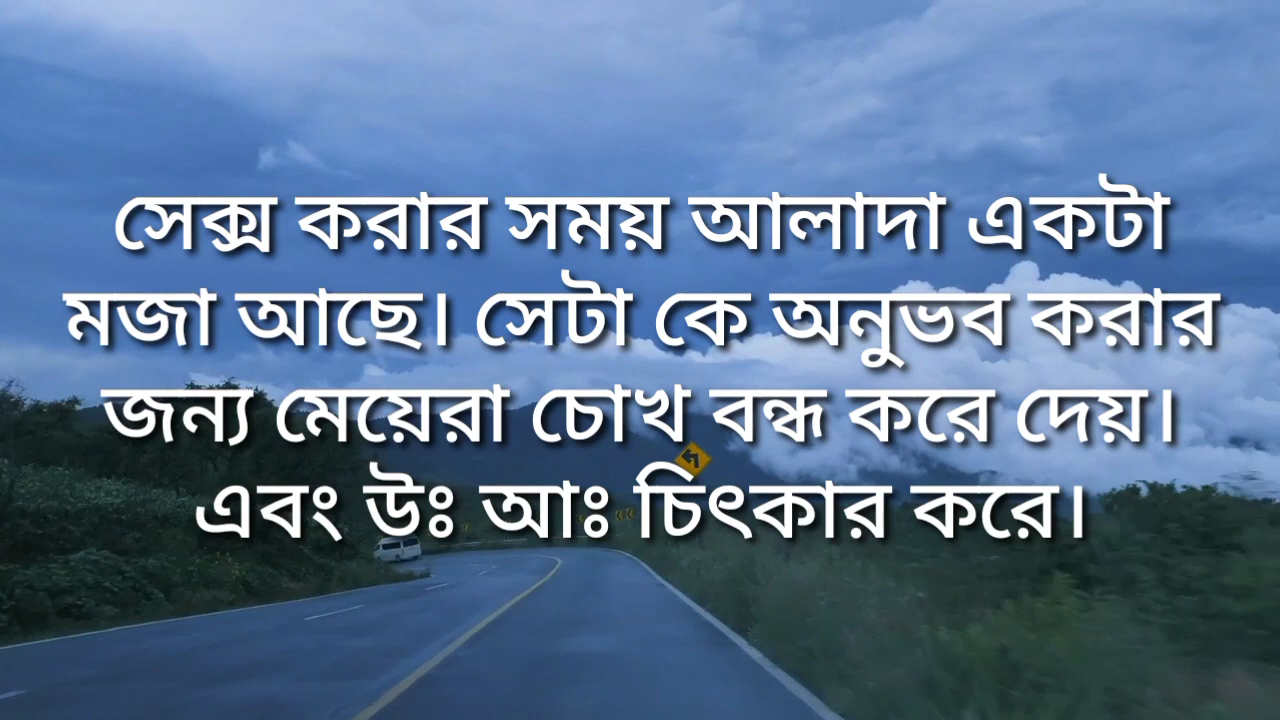 সেক্স করার সময় আলাদা একটা
মজা আছে। সেটা কে অনুভব করার
জন্য মেয়েরা চোখ বন্ধ করে দেয়।
এবং উঃ আঃ চিৎকার করে।